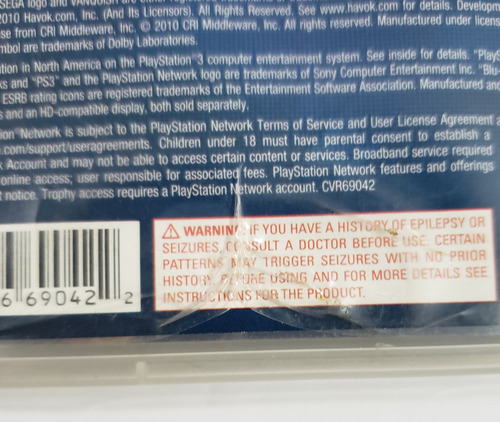 SEGA logo and VANQUISH are either registered trademarks
2010 Havok.com, Inc. (And its Licensors). All Rights Reserved. See www.havok.com for details. Developm
se from CRI Middleware, Inc. © 2010 CRI Middleware, Inc. All rights reserved. Manufactured under licen
mbol are trademarks of Dolby Laboratories.
tion in North America on the PlayStation®3 computer entertainment system. See inside for details. "PlayS
ks and "PS3" and the PlayStation Network logo are trademarks of Sony Computer Entertainment Inc. "Blu
ESRB rating icons are registered trademarks of the Entertainment Software Association. Manufactured and
s and an HD-compatible display, both sold separately.
tion®Network is subject to the PlayStation Network Terms of Service and User License Agreement a
.com/support/useragreements. Children under 18 must have parental consent to establish a
k Account and may not be able to access certain content or services. Broadband service required
online access; user responsible for associated fees. PlayStation Network features and offerings
t notice. Trophy access requires a PlayStation Network account. CVR69042
⚠ WARNING: IF YOU HAVE A HISTORY OF EPILEPSY OR
SEIZURES, CONSULT A DOCTOR BEFORE USE. CERTAIN
PATTERNS MAY TRIGGER SEIZURES WITH NO PRIOR
HISTORY. BEFORE USING AND FOR MORE DETAILS SEE
INSTRUCTIONS FOR THE PRODUCT.
6 69042 2